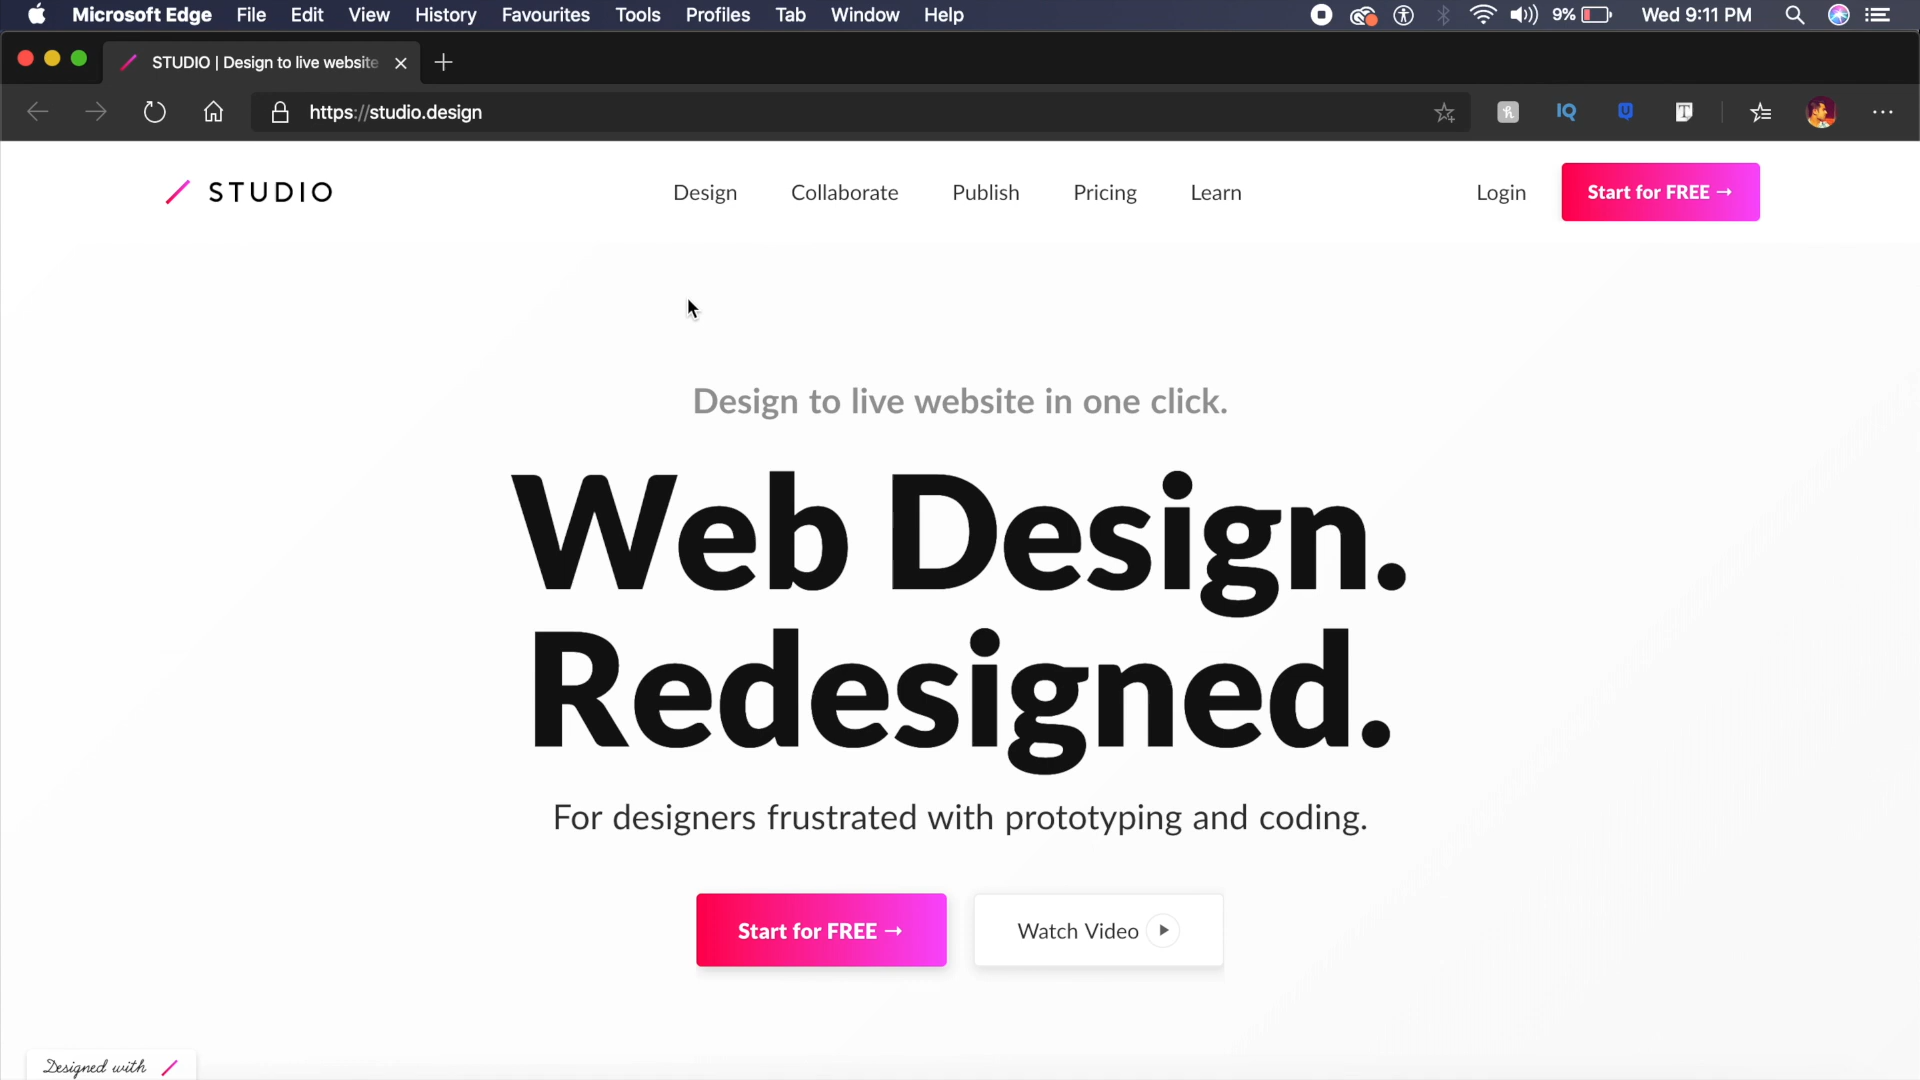 Microsoft Edge File Edit View History Favourites Tools Profiles Tab Window Help 9% Wed 9:11 PM
STUDIO | Design to live website
https://studio.design
IQ
STUDIO Design Collaborate Publish Pricing Learn Login Start for FREE →
Design to live website in one click.
Web Design.
Redesigned.
For designers frustrated with prototyping and coding.
Start for FREE → Watch Video
Designed with